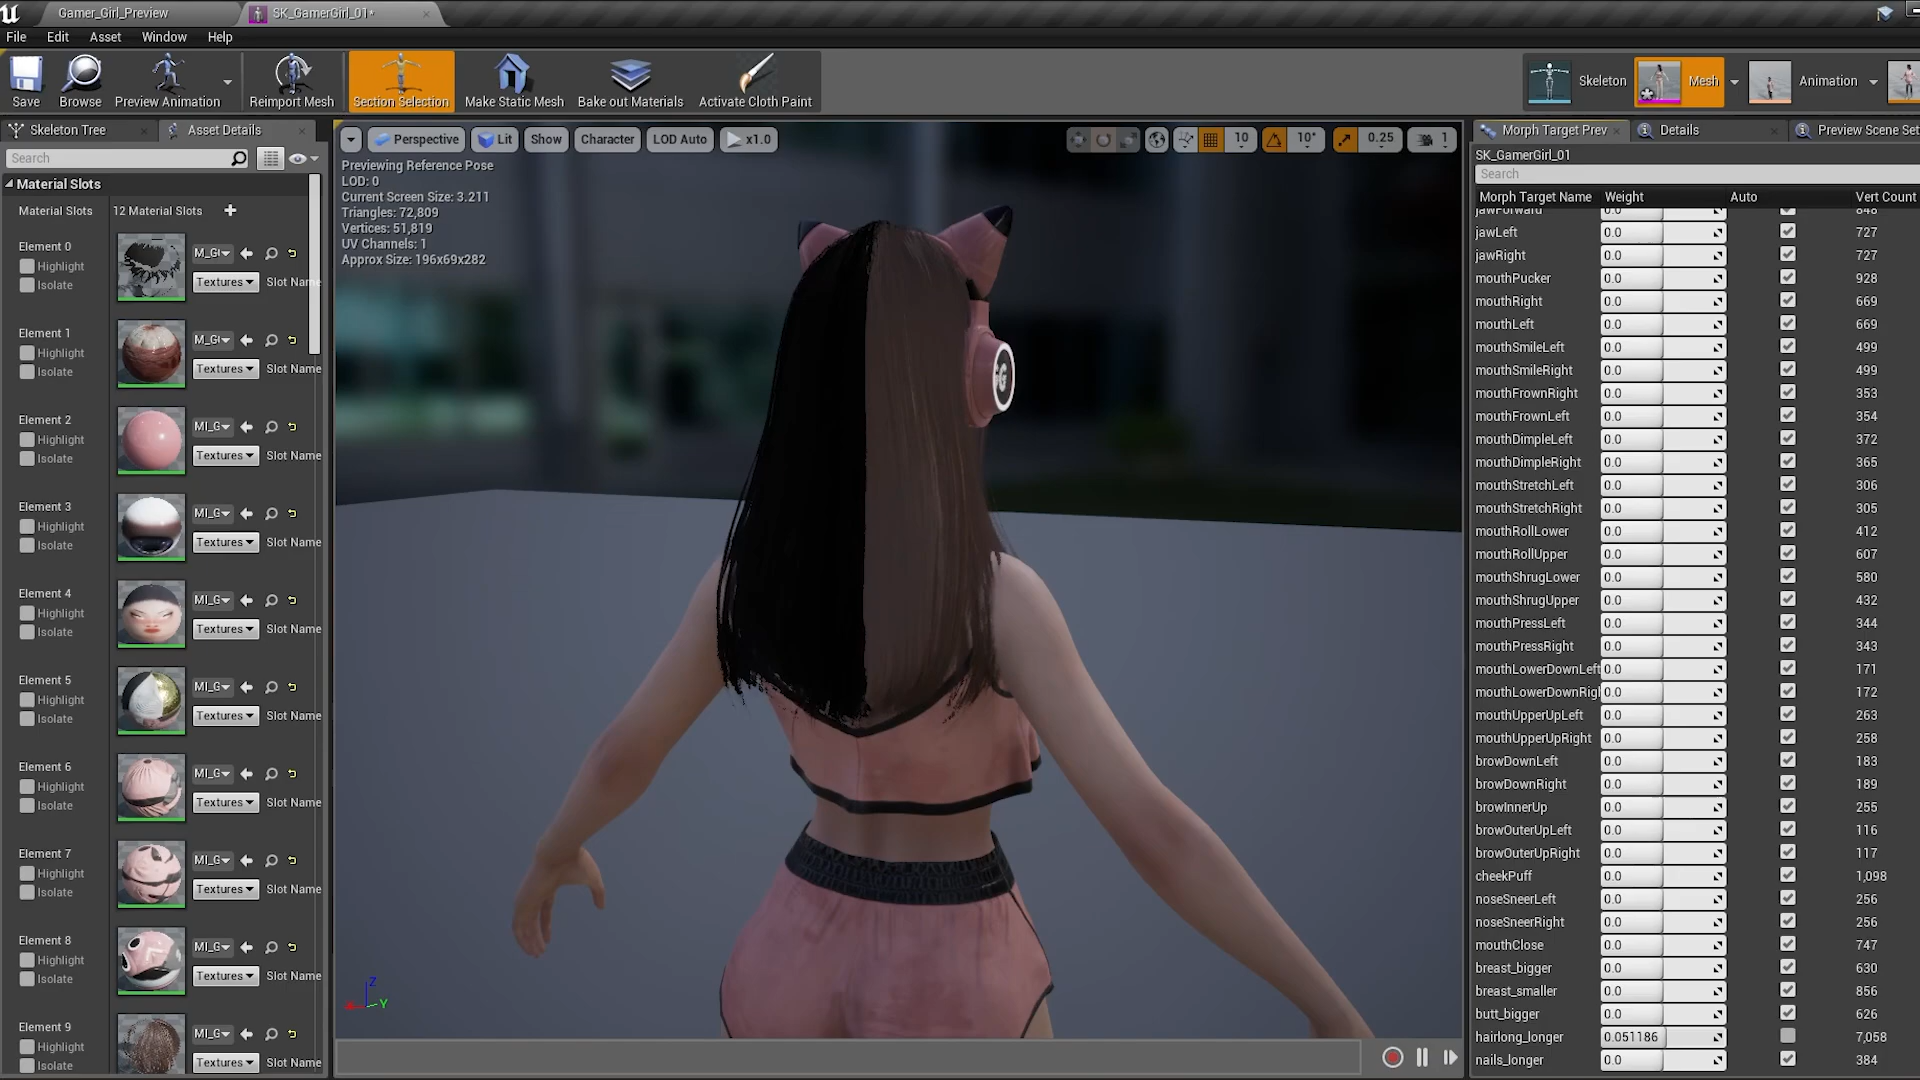 Gamer_Girl_Preview
SK_GamerGirl_01*
File Edit Asset Window Help
Save
Browse
Preview Animation
Reimport Mesh
Section Selection
Make Static Mesh
Bake out Materials
Activate Cloth Paint
Skeleton
Mesh
Animation
Skeleton Tree
Asset Details
Search
Material Slots
Material Slots 12 Material Slots
Element 0
Highlight
Isolate
M_G
Textures Slot Name
Element 1
Highlight
Isolate
M_G
Textures Slot Name
Element 2
Highlight
Isolate
MI_G
Textures Slot Name
Element 3
Highlight
Isolate
MI_G
Textures Slot Name
Element 4
Highlight
Isolate
MI_G
Textures Slot Name
Element 5
Highlight
Isolate
MI_G
Textures Slot Name
Element 6
Highlight
Isolate
MI_G
Textures Slot Name
Element 7
Highlight
Isolate
MI_G
Textures Slot Name
Element 8
Highlight
Isolate
MI_G
Textures Slot Name
Element 9
Highlight
Isolate
MI_G
Textures Slot Name
Perspective Lit Show Character LOD Auto x1.0
10 10° 0.25 1
Previewing Reference Pose
LOD: 0
Current Screen Size: 3.211
Triangles: 72,809
Vertices: 51,819
UV Channels: 1
Approx Size: 196x69x282
Z
Y
Morph Target Prev
Details
Preview Scene Set
SK_GamerGirl_01
Search
Morph Target Name Weight Auto Vert Count
jawForward 0.0 848
jawLeft 0.0 727
jawRight 0.0 727
mouthPucker 0.0 928
mouthRight 0.0 669
mouthLeft 0.0 669
mouthSmileLeft 0.0 499
mouthSmileRight 0.0 499
mouthFrownRight 0.0 353
mouthFrownLeft 0.0 354
mouthDimpleLeft 0.0 372
mouthDimpleRight 0.0 365
mouthStretchLeft 0.0 306
mouthStretchRight 0.0 305
mouthRollLower 0.0 412
mouthRollUpper 0.0 607
mouthShrugLower 0.0 580
mouthShrugUpper 0.0 432
mouthPressLeft 0.0 344
mouthPressRight 0.0 343
mouthLowerDownLeft 0.0 171
mouthLowerDownRigh 0.0 172
mouthUpperUpLeft 0.0 263
mouthUpperUpRight 0.0 258
browDownLeft 0.0 183
browDownRight 0.0 189
browInnerUp 0.0 255
browOuterUpLeft 0.0 116
browOuterUpRight 0.0 117
cheekPuff 0.0 1,098
noseSneerLeft 0.0 256
noseSneerRight 0.0 256
mouthClose 0.0 747
breast_bigger 0.0 630
breast_smaller 0.0 856
butt_bigger 0.0 626
hairlong_longer 0.051186 7,058
nails_longer 0.0 384